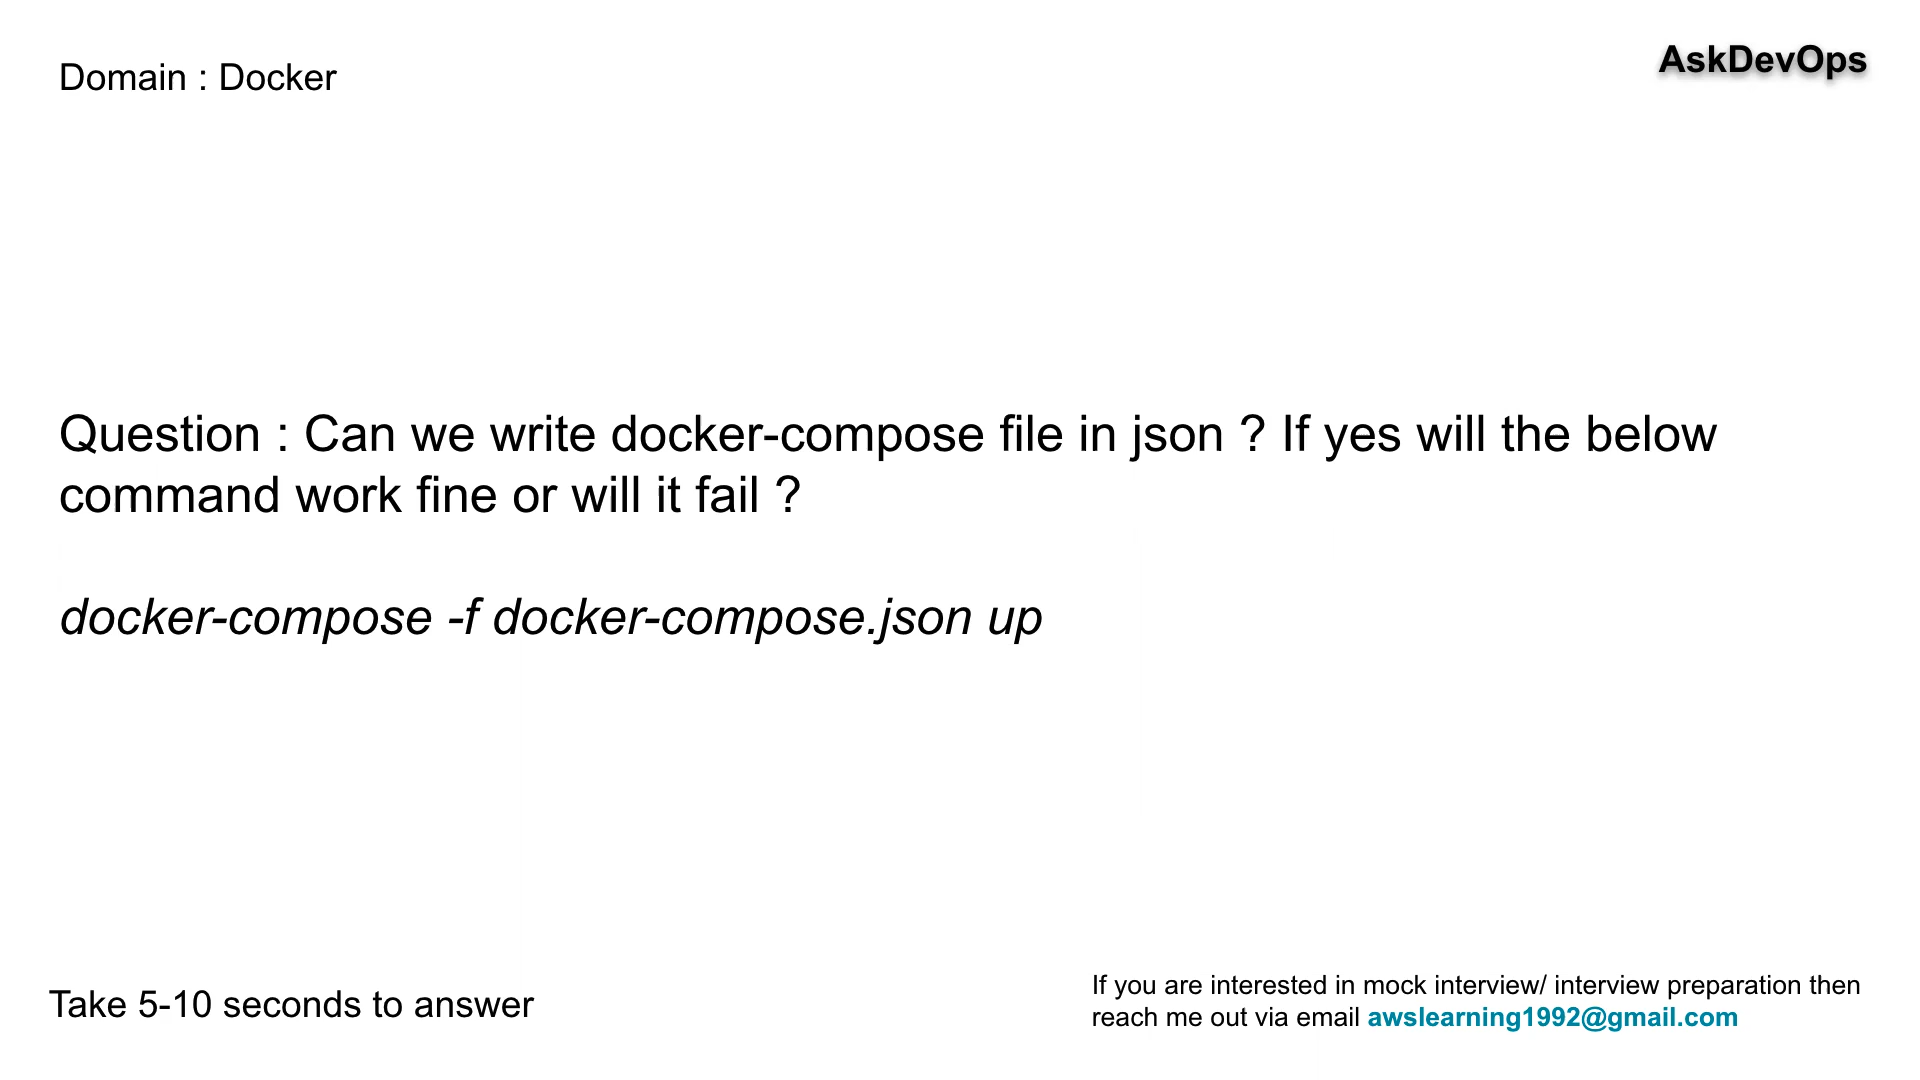 Domain : Docker
AskDevOps
Question : Can we write docker-compose file in json ? If yes will the below
command work fine or will it fail ?
docker-compose -f docker-compose.json up
Take 5-10 seconds to answer
If you are interested in mock interview/ interview preparation then
reach me out via email awslearning1992@gmail.com